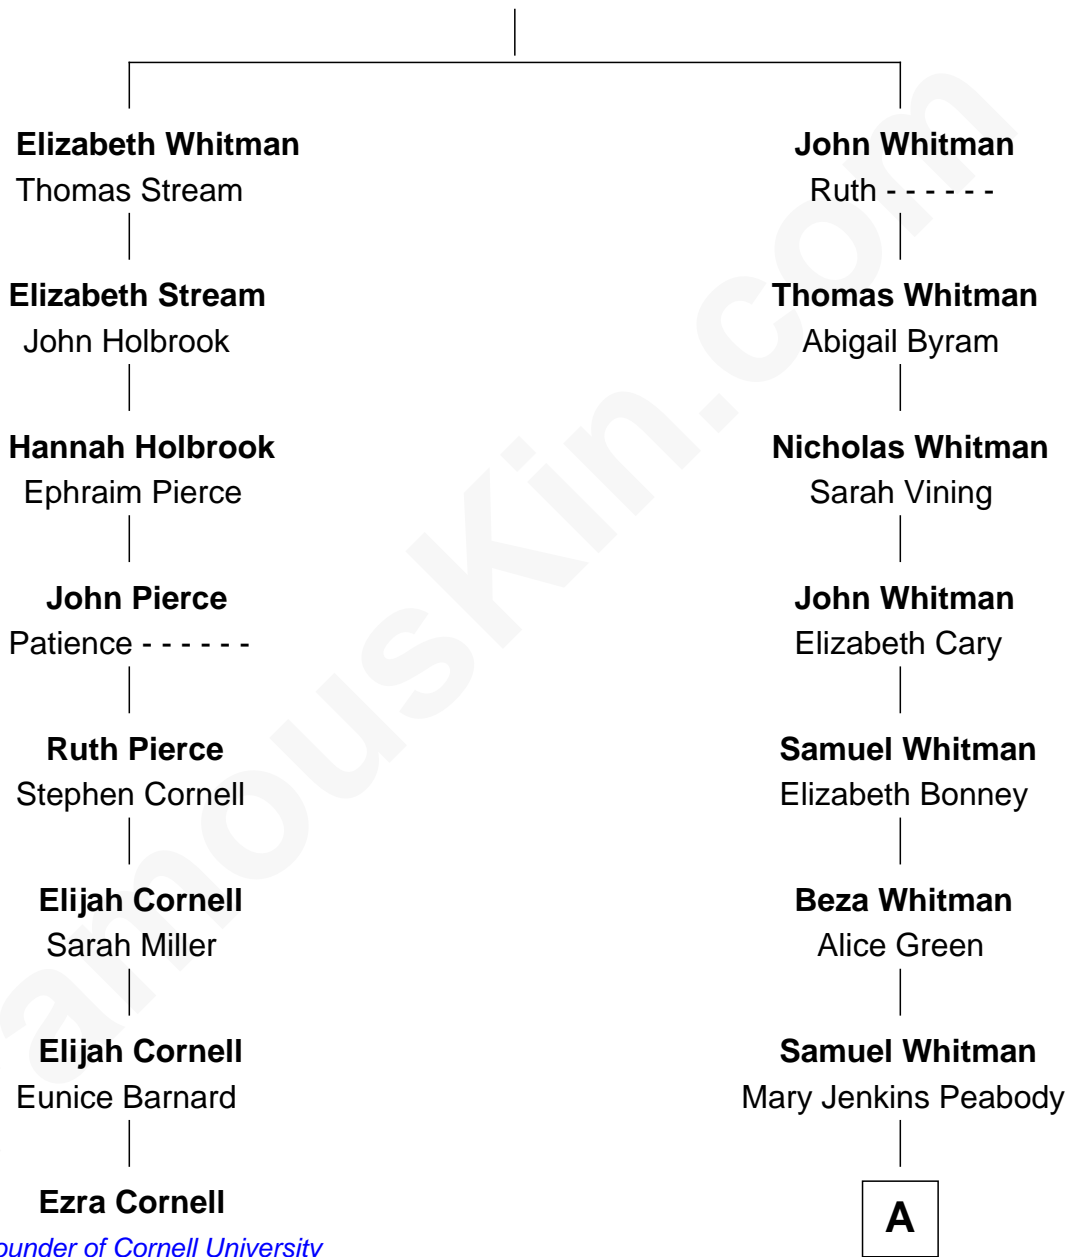 Elizabeth Whitman
Thomas Stream
John Whitman
Ruth - - - - - -
Elizabeth Stream
John Holbrook
Thomas Whitman
Abigail Byram
Hannah Holbrook
Ephraim Pierce
Nicholas Whitman
Sarah Vining
John Pierce
Patience - - - - - -
John Whitman
Elizabeth Cary
Ruth Pierce
Stephen Cornell
Samuel Whitman
Elizabeth Bonney
Elijah Cornell
Sarah Miller
Beza Whitman
Alice Green
Elijah Cornell
Eunice Barnard
Samuel Whitman
Mary Jenkins Peabody
Ezra Cornell
ounder of Cornell University
A
amousKin.com